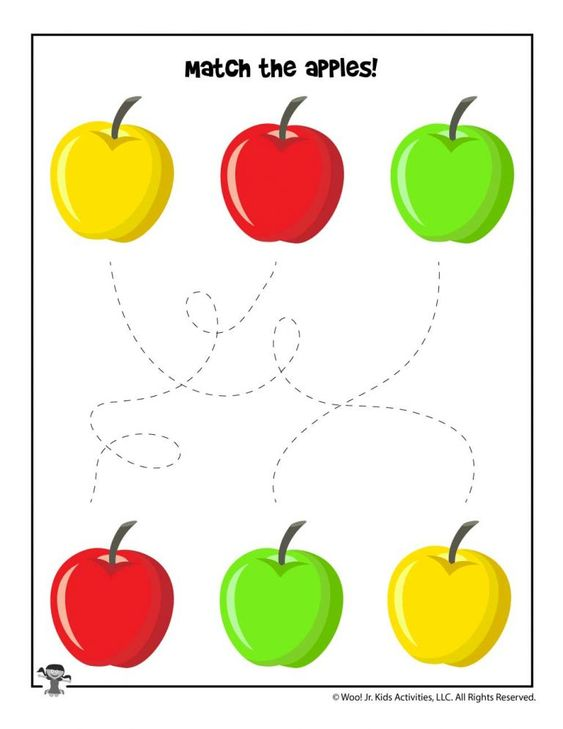 Match the apples!
© Woo! Jr. Kids Activities, LLC. All Rights Reserved.